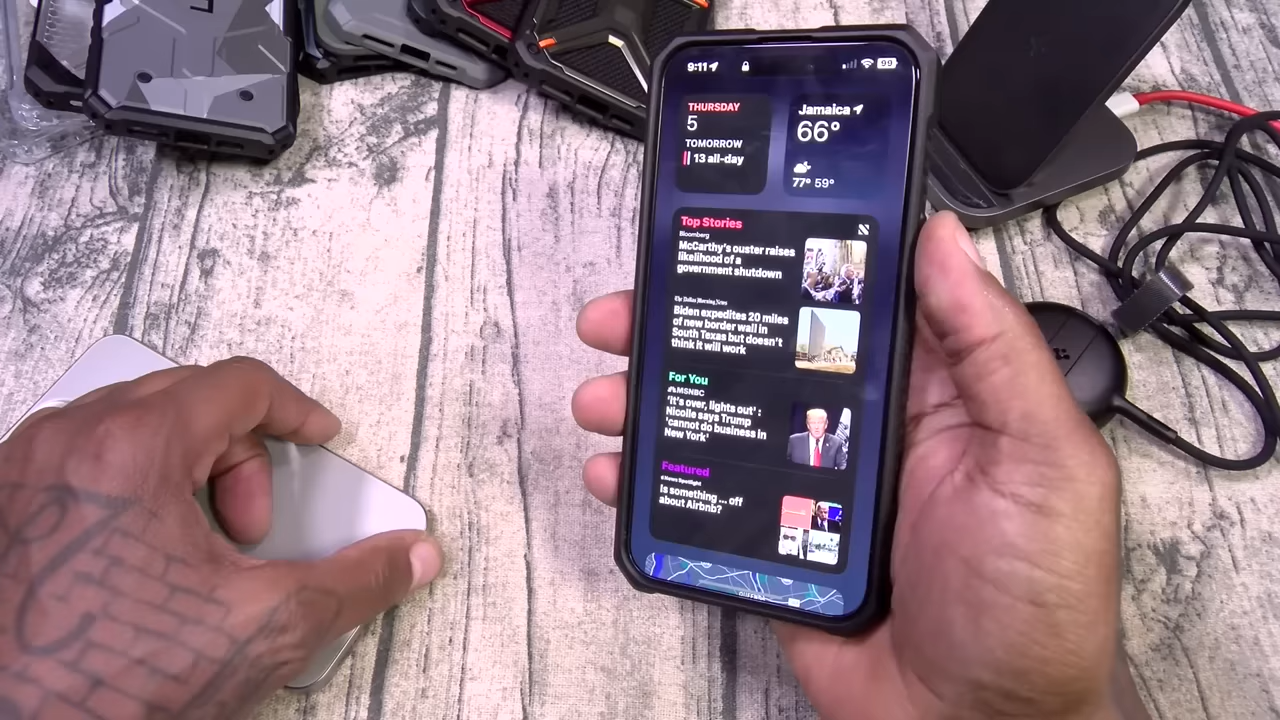 9:11
99
THURSDAY
5
TOMORROW
13 all-day
Jamaica
66°
77° 59°
Top Stories
Bloomberg
McCarthy's ouster raises
likelihood of a
government shutdown
The Dallas Morning News
Biden expedites 20 miles
of new border wall in
South Texas but doesn't
think it will work
For You
MSNBC
'It's over, lights out' :
Nicolle says Trump
'cannot do business in
New York'
Featured
News Spotlight
Is something ... off
about Airbnb?